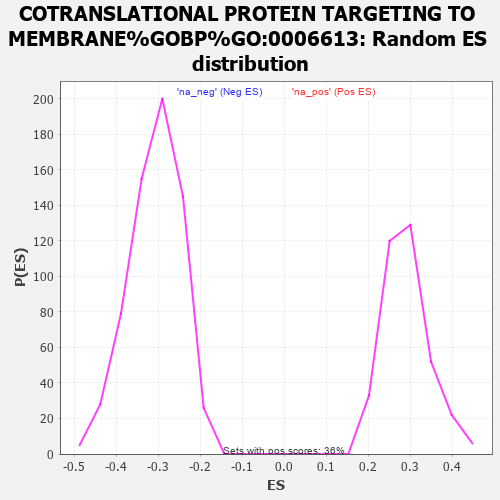 COTRANSLATIONAL PROTEIN TARGETING TO
MEMBRANE%GOBP%GO:0006613: Random ES
distribution
'na_neg' (Neg ES) 'na_pos' (Pos ES)
200
180
160
140
120
100
80
60
40
20
0
P(ES)
Sets with pos scores: 36%
-0.5 -0.4 -0.3 -0.2 -0.1 0.0 0.1 0.2 0.3 0.4
ES